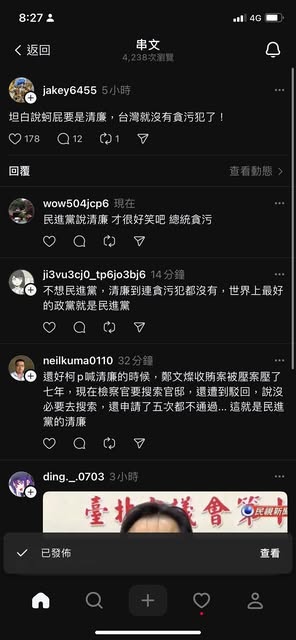 8:27
4G
79
返回
串文
4,238次瀏覽
jakey6455 5小時
坦白說蚵屁要是清廉，台灣就沒有貪污犯了！
178 12 1
回覆
查看動態
wow504jcp6 現在
民進黨說清廉 才很好笑吧 總統貪污
ji3vu3cj0_tp6jo3bj6 14分鐘
不想民進黨，清廉到連貪污犯都沒有，世界上最好
的政黨就是民進黨
neilkuma0110 32分鐘
還好柯p喊清廉的時候，鄭文燦收賄案被壓案壓了
七年，現在檢察官要搜索官邸，還遭到駁回，說沒
必要去搜索，還申請了五次都不通過... 這就是民進
黨的清廉
ding._.0703 3小時
臺北市議會第十
民視新聞
已發佈
查看